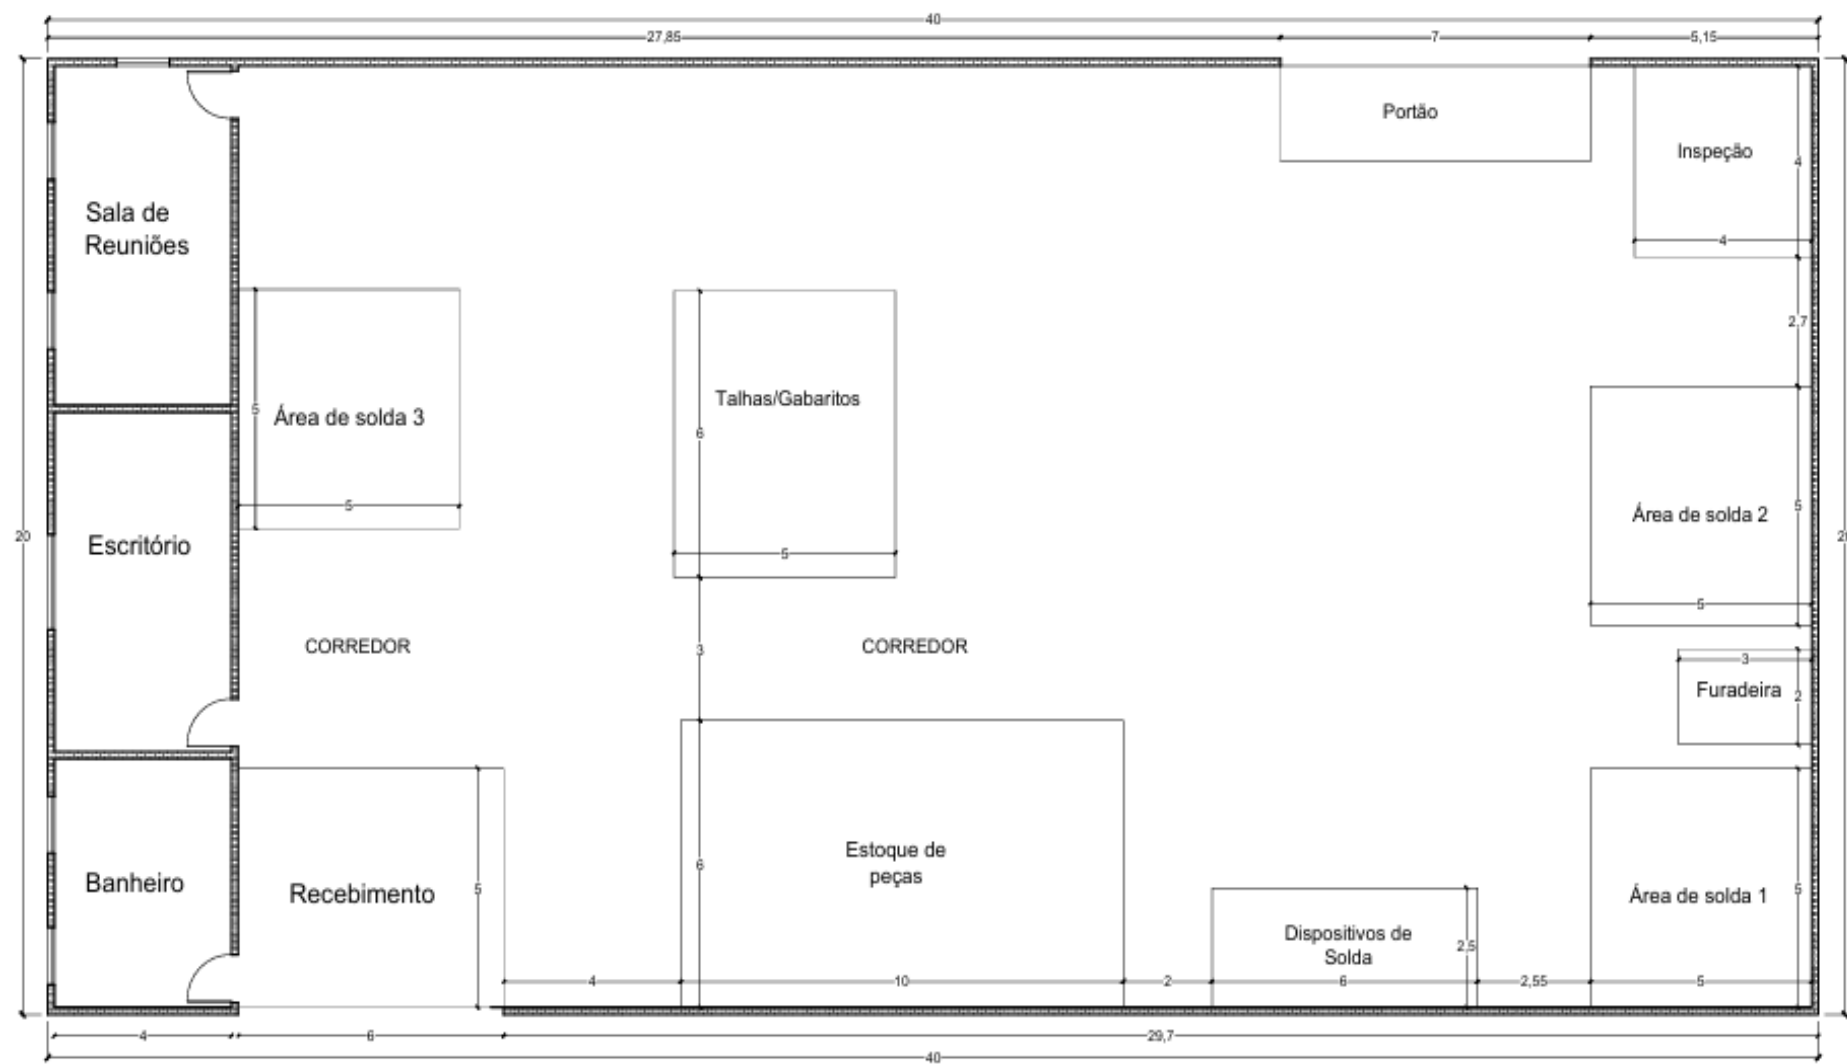 40
27,85
7
5,15
Portão
Inspeção
4
4
Sala de
Reuniões
2,7
Talhas/Gabaritos
5
Área de solda 3
6
5
5
Área de solda 2
5
20
Escritório
5
CORREDOR
3
CORREDOR
3
Furadeira
2
5
Estoque de
peças
6
Banheiro
Recebimento
5
Área de solda 1
Dispositivos de
Solda
2,5
4
10
2
6
2,55
5
4
6
29,7
40